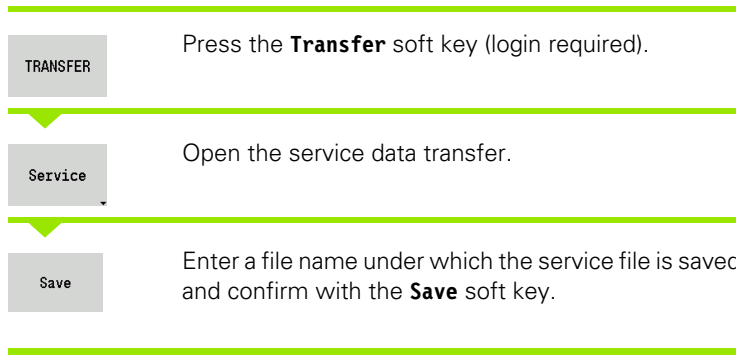 TRANSFER
Press the Transfer soft key (login required).
Service
Open the service data transfer.
Save
Enter a file name under which the service file is saved
and confirm with the Save soft key.